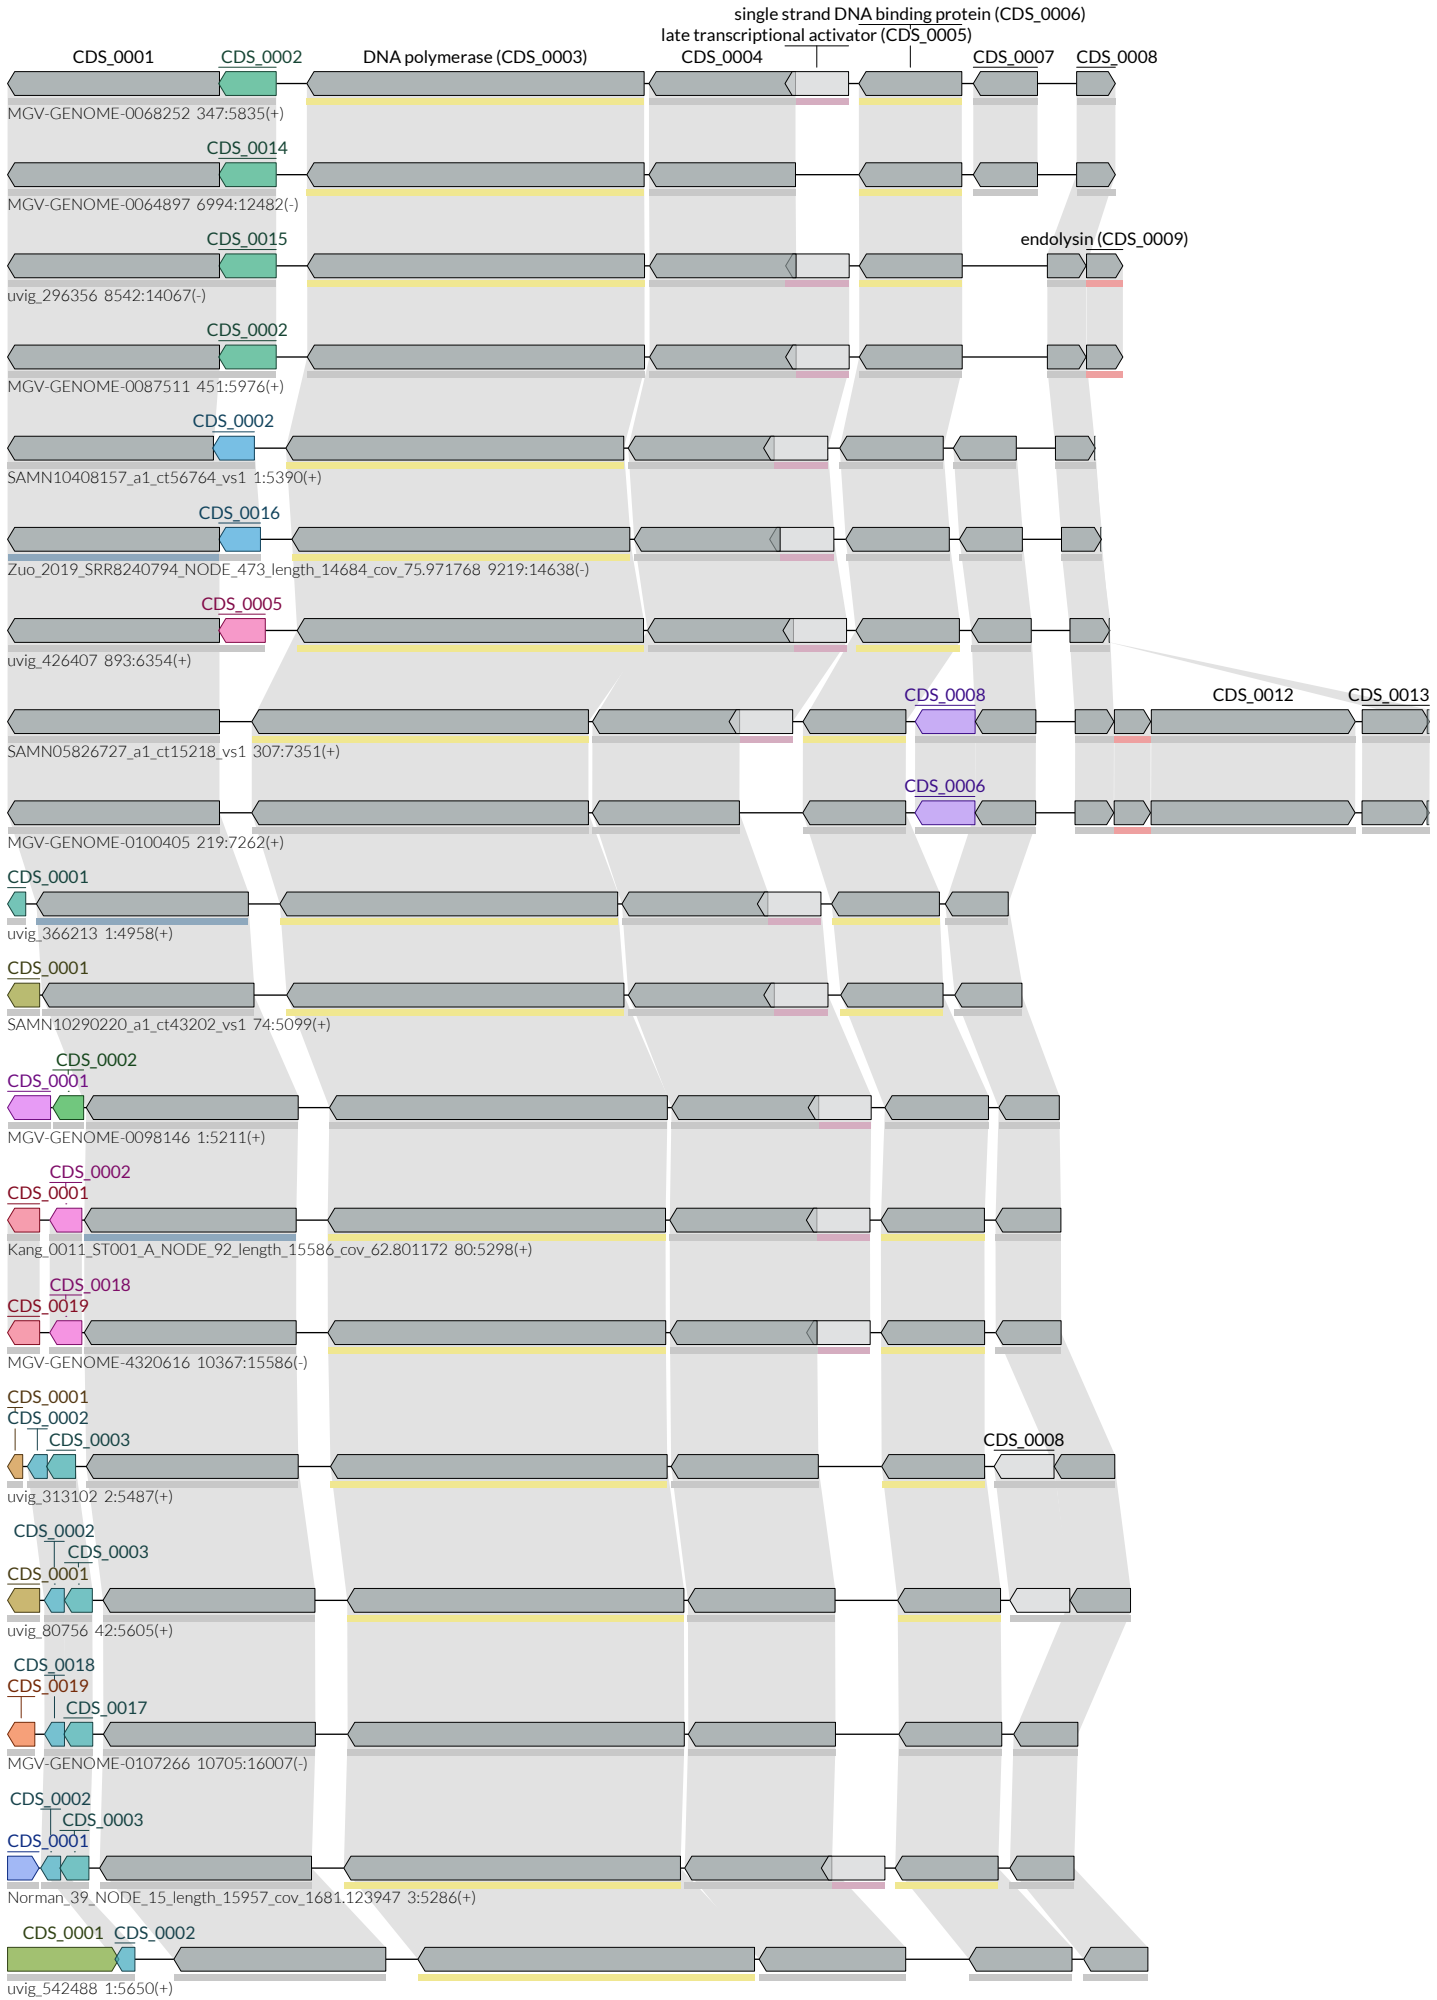 single strand DNA binding protein (CDS_0006)
late transcriptional activator (CDS_0005)
CDS_0001 CDS_0002 DNA polymerase (CDS_0003) CDS_0004 CDS_0007 CDS_0008
MGV-GENOME-0068252 347:5835(+)
CDS_0014
MGV-GENOME-0064897 6994:12482(-)
CDS_0015 endolysin (CDS_0009)
uvig_296356 8542:14067(-)
CDS_0002
MGV-GENOME-0087511 451:5976(+)
CDS_0002
SAMN10408157_a1_ct56764_vs1 1:5390(+)
CDS_0016
Zuo_2019_SRR8240794_NODE_473_length_14684_cov_75.971768 9219:14638(-)
CDS_0005
uvig_426407 893:6354(+)
CDS_0008 CDS_0012 CDS_0013
SAMN05826727_a1_ct15218_vs1 307:7351(+)
CDS_0006
MGV-GENOME-0100405 219:7262(+)
CDS_0001
uvig_366213 1:4958(+)
CDS_0001
SAMN10290220_a1_ct43202_vs1 74:5099(+)
CDS_0002
CDS_0001
MGV-GENOME-0098146 1:5211(+)
CDS_0002
CDS_0001
Kang_0011_ST001_A_NODE_92_length_15586_cov_62.801172 80:5298(+)
CDS_0018
CDS_0019
MGV-GENOME-4320616 10367:15586(-)
CDS_0001
CDS_0002
CDS_0003 CDS_0008
uvig_313102 2:5487(+)
CDS_0002
CDS_0003
CDS_0001
uvig_80756 42:5605(+)
CDS_0018
CDS_0019
CDS_0017
MGV-GENOME-0107266 10705:16007(-)
CDS_0002
CDS_0003
CDS_0001
Norman_39_NODE_15_length_15957_cov_1681.123947 3:5286(+)
CDS_0001 CDS_0002
uvig_542488 1:5650(+)